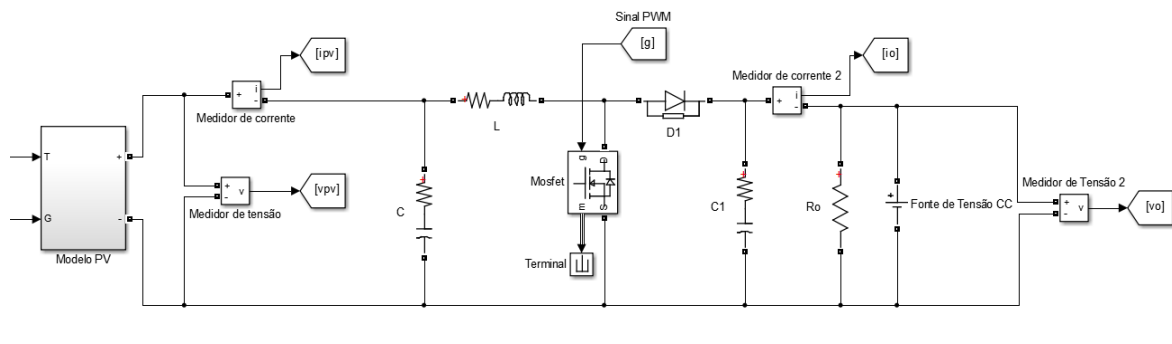 Sinal PWM
[g]
[ipv]
[io]
Medidor de corrente 2
+
i
-
Medidor de corrente
+
i
-
L
D1
T
+
G
-
Modelo PV
+
-
v
[vpv]
Medidor de tensão
C
Mosfet
g
D
m
S
Terminal
C1
Ro
+
Fonte de Tensão CC
Medidor de Tensão 2
+
-
v
[vo]